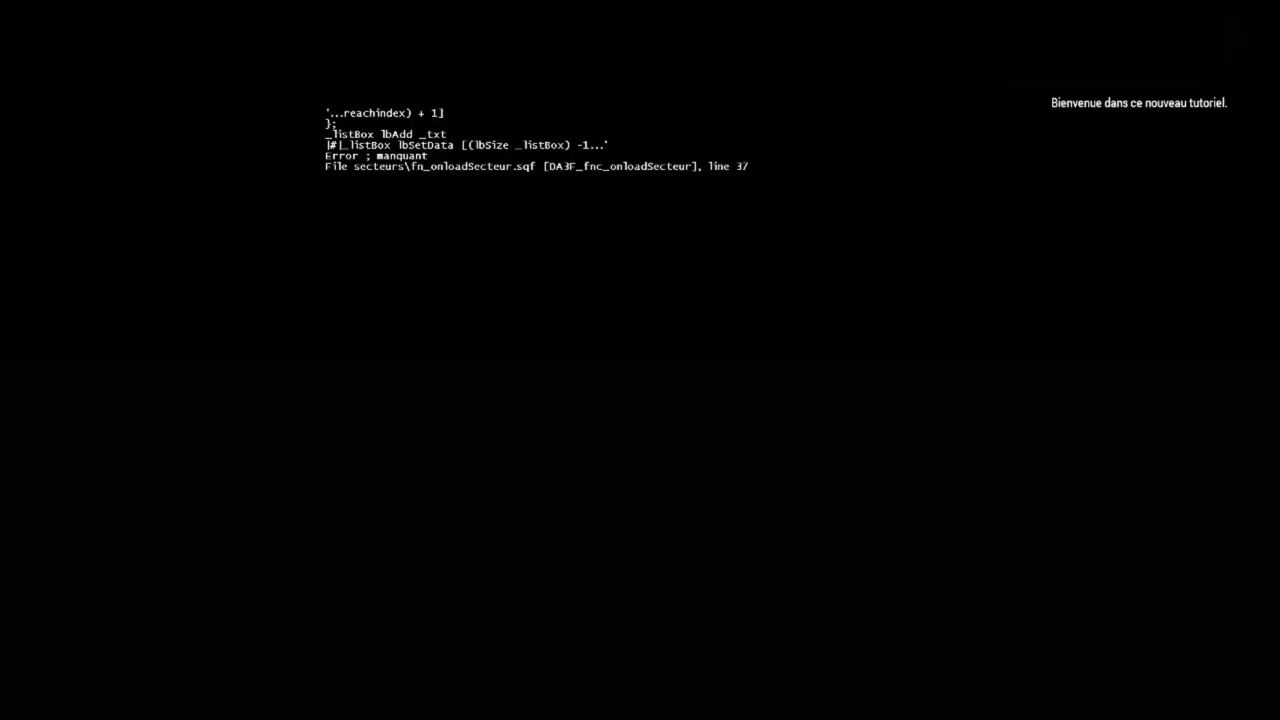 '...reachindex) + 1]
};
_listBox lbAdd _txt
|#|_listBox lbSetData [(lbSize _listBox) -1...'
Error ; manquant
File secteurs\fn_onloadSecteur.sqf [DA3F_fnc_onloadSecteur], line 37
Bienvenue dans ce nouveau tutoriel.